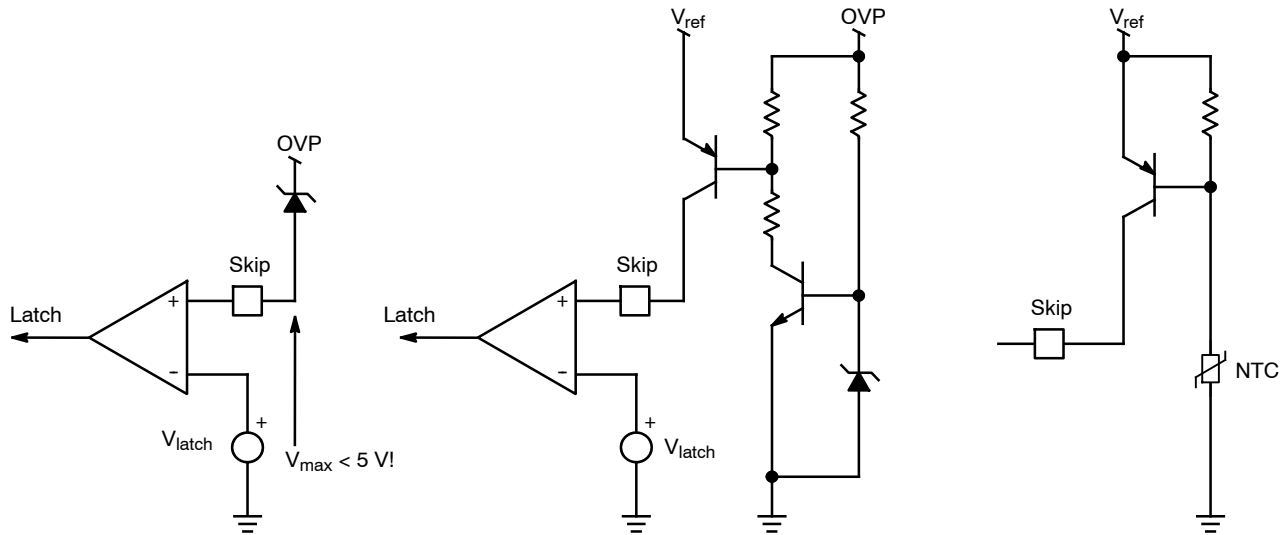 OVP
Skip
+
Latch
−
V_latch
+
V_max < 5 V!
V_ref
OVP
Skip
+
Latch
−
+
V_latch
V_ref
Skip
NTC